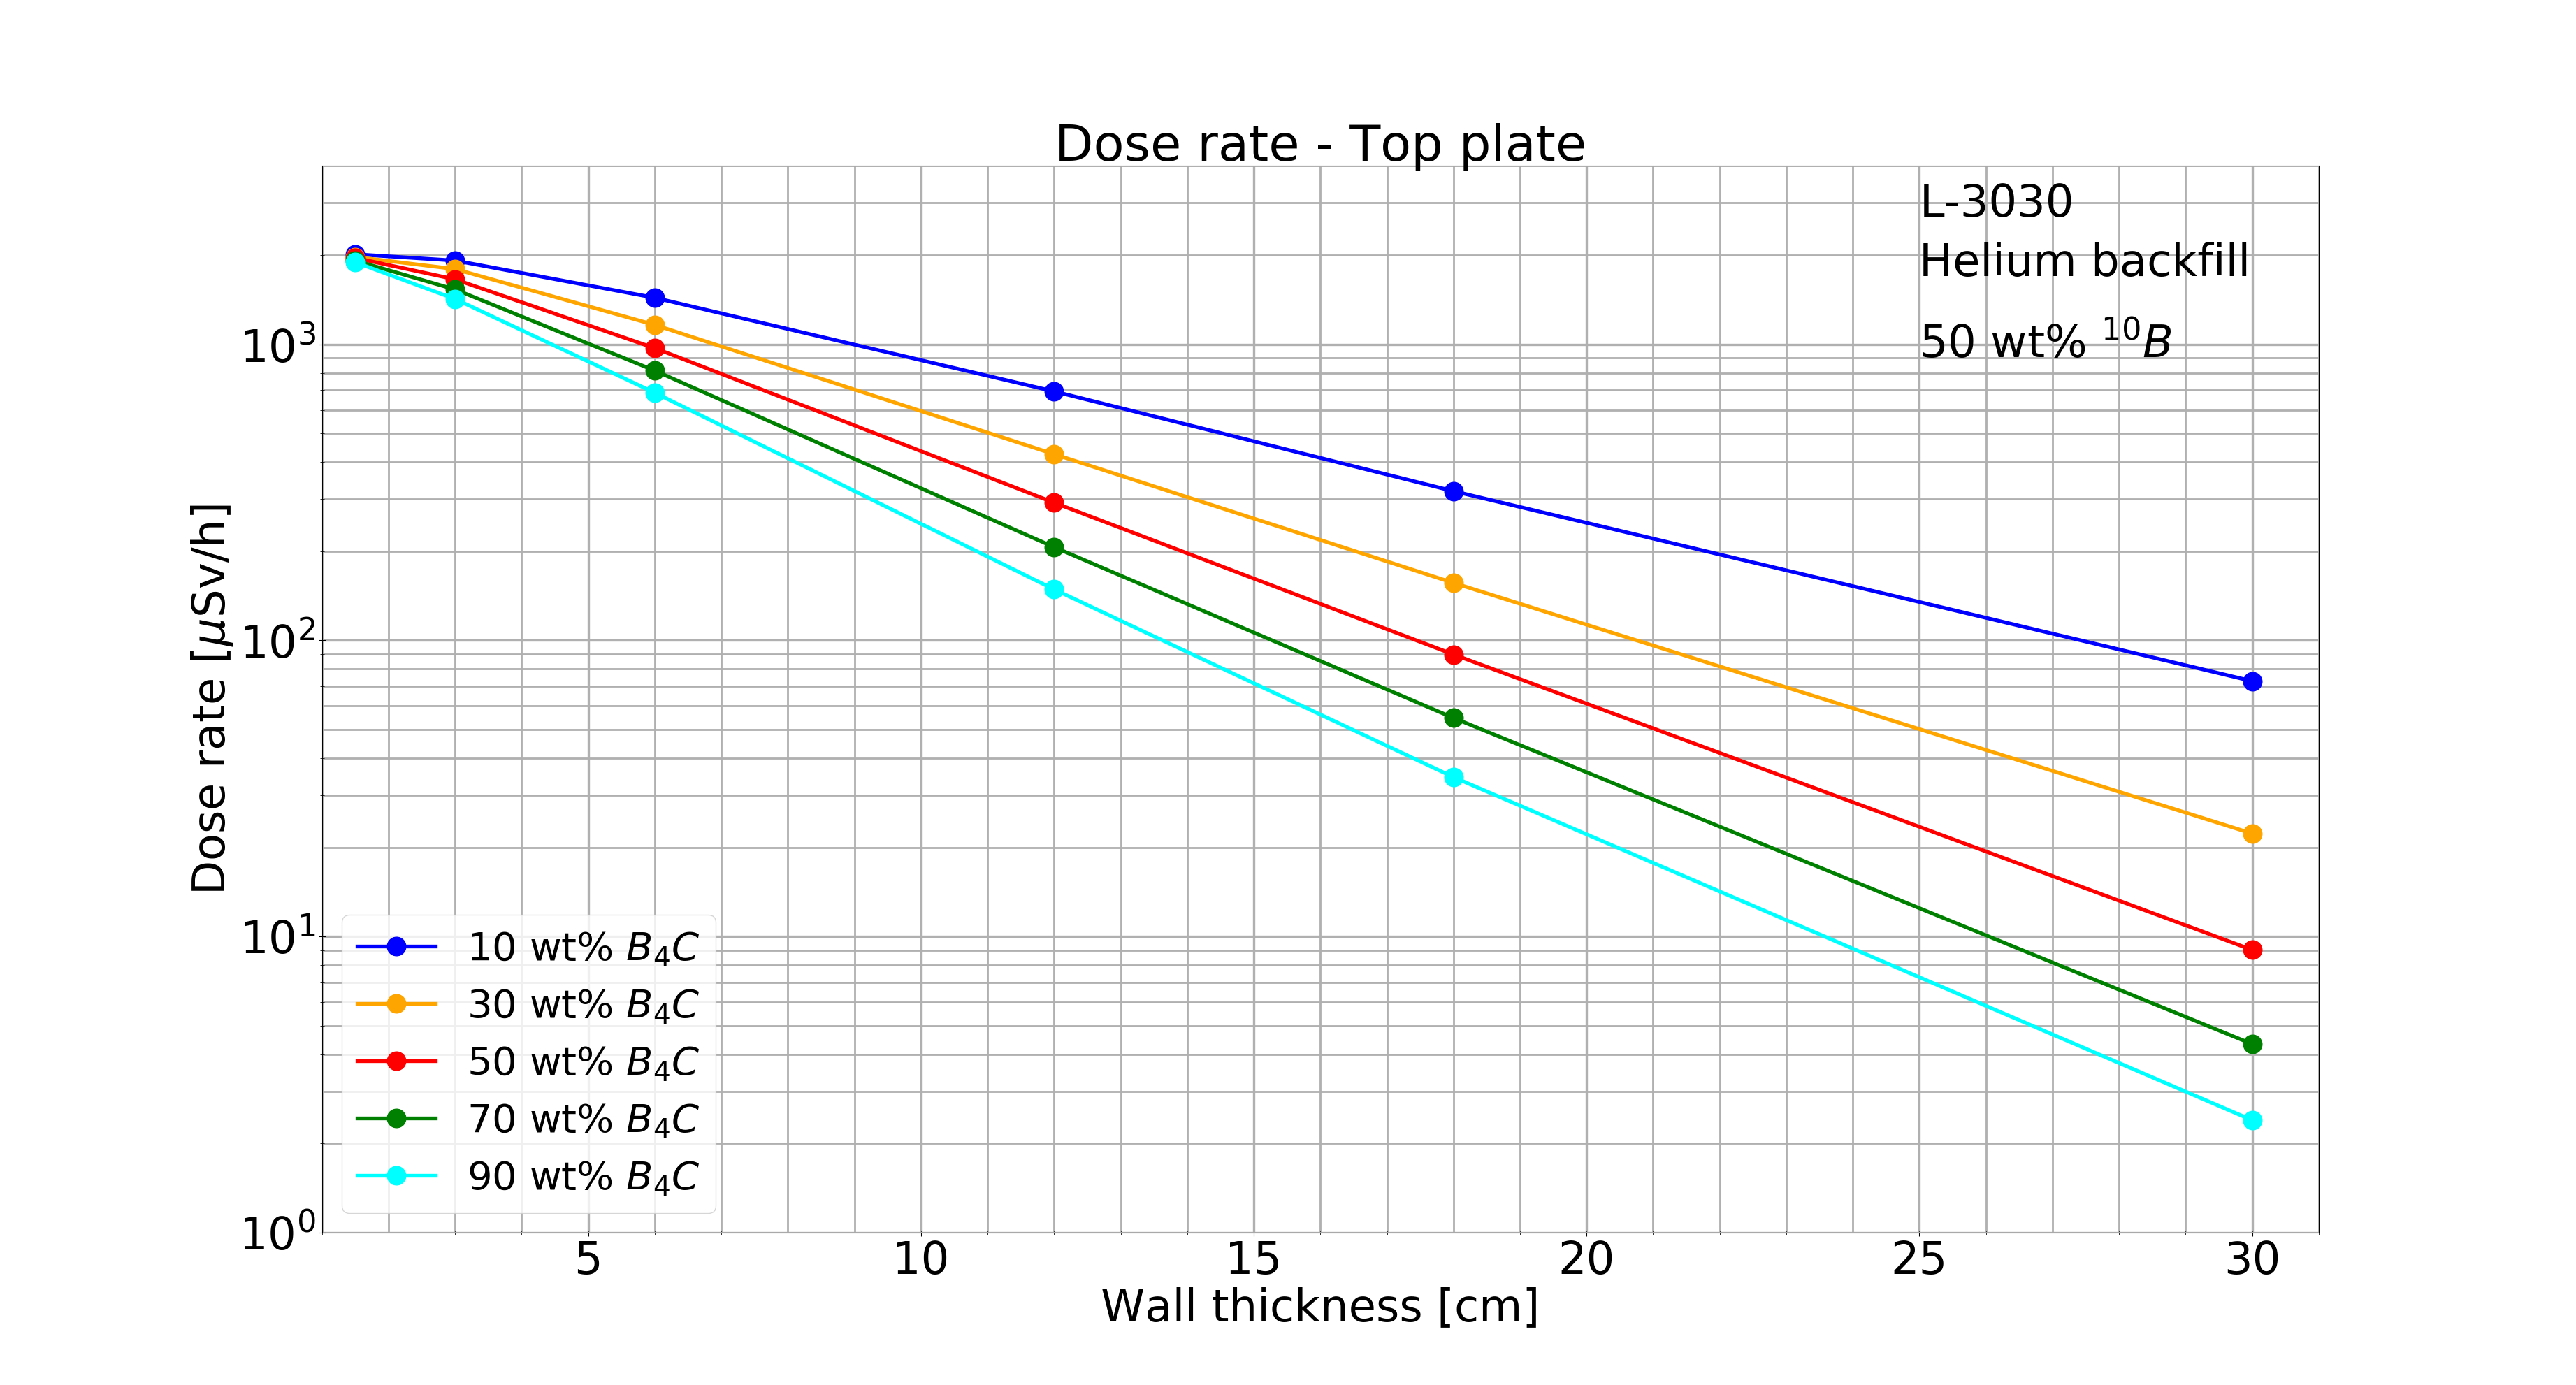 Dose rate - Top plate
L-3030
Helium backfill
50 wt% ¹⁰B
Dose rate [μSv/h]
10³
10²
10¹
10⁰
10 wt% B₄C
30 wt% B₄C
50 wt% B₄C
70 wt% B₄C
90 wt% B₄C
5 10 15 20 25 30
Wall thickness [cm]